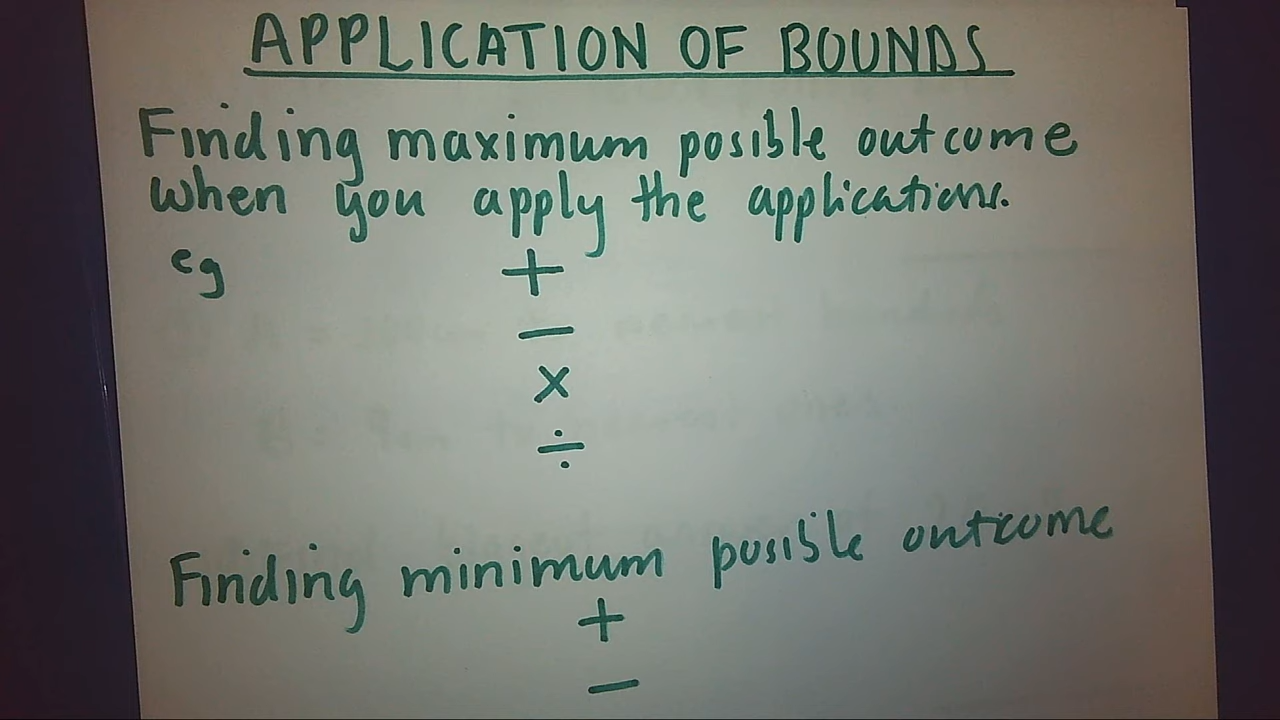 APPLICATION OF BOUNDS
Finding maximum posible outcome
when you apply the applications.
eg +
−
×
÷
Finding minimum posible outcome
+
−